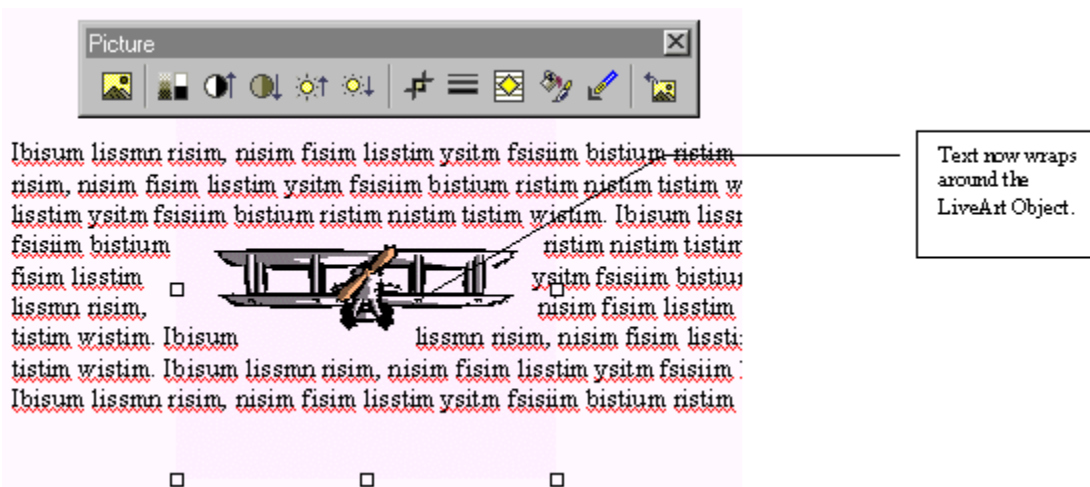 Picture
Ibisum lissmn risim, nisim fisim lisstim ysitm fsisiim bistium ristim
risim, nisim fisim lisstim ysitm fsisiim bistium ristim nistim tistim w
lisstim ysitm fsisiim bistium ristim nistim tistim wistim. Ibisum lissr
fsisiim bistium ristim nistim tistim
fisim lisstim ysitm fsisiim bistiu
lissmn risim, nisim fisim lisstim
tistim wistim. Ibisum lissmn risim, nisim fisim lissti
tistim wistim. Ibisum lissmn risim, nisim fisim lisstim ysitm fsisiim
Ibisum lissmn risim, nisim fisim lisstim ysitm fsisiim bistium ristim
Text now wraps
around the
LiveArt Object.